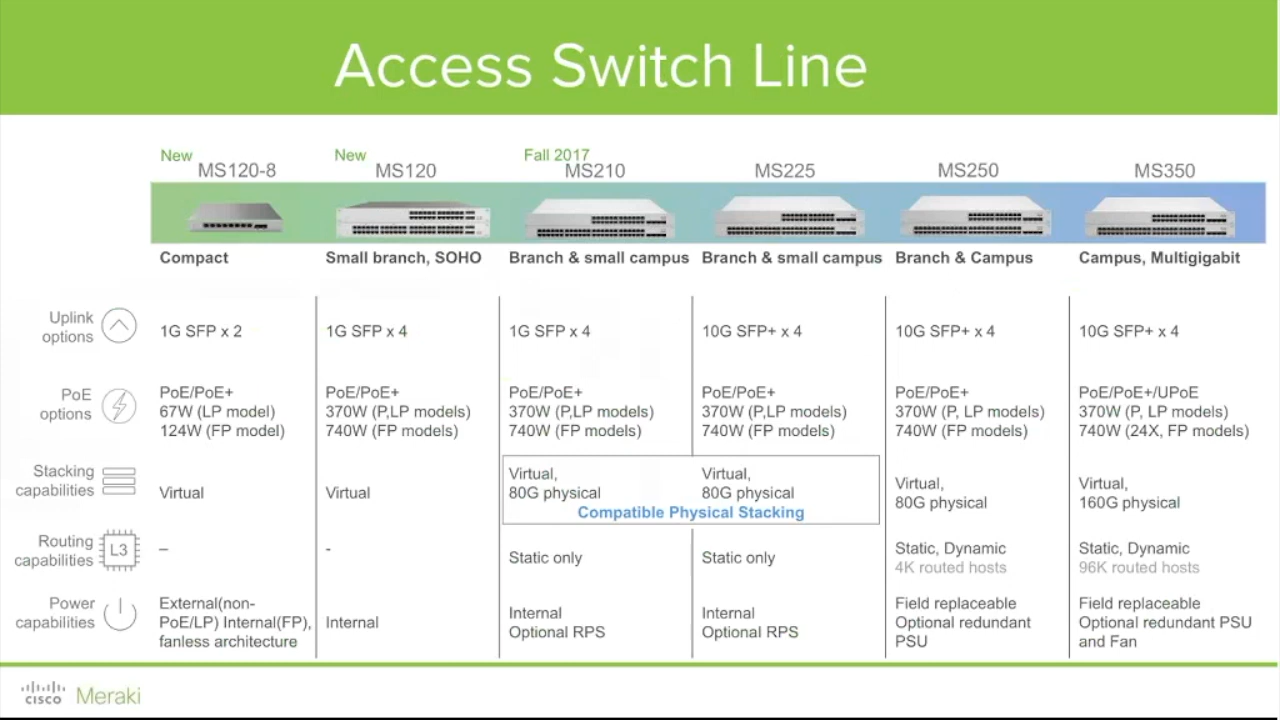 Access Switch Line
New
MS120-8
New
MS120
Fall 2017
MS210
MS225
MS250
MS350
Compact
Small branch, SOHO
Branch & small campus
Branch & small campus
Branch & Campus
Campus, Multigigabit
Uplink
options
1G SFP x 2
1G SFP x 4
1G SFP x 4
10G SFP+ x 4
10G SFP+ x 4
10G SFP+ x 4
PoE
options
PoE/PoE+
67W (LP model)
124W (FP model)
PoE/PoE+
370W (P,LP models)
740W (FP models)
PoE/PoE+
370W (P,LP models)
740W (FP models)
PoE/PoE+
370W (P,LP models)
740W (FP models)
PoE/PoE+
370W (P, LP models)
740W (FP models)
PoE/PoE+/UPoE
370W (P, LP models)
740W (24X, FP models)
Stacking
capabilities
Virtual
Virtual
Virtual,
80G physical
Virtual,
80G physical
Compatible Physical Stacking
Virtual,
80G physical
Virtual,
160G physical
Routing
capabilities
L3
–
-
Static only
Static only
Static, Dynamic
4K routed hosts
Static, Dynamic
96K routed hosts
Power
capabilities
External(non-
PoE/LP) Internal(FP),
fanless architecture
Internal
Internal
Optional RPS
Internal
Optional RPS
Field replaceable
Optional redundant
PSU
Field replaceable
Optional redundant PSU
and Fan
cisco Meraki